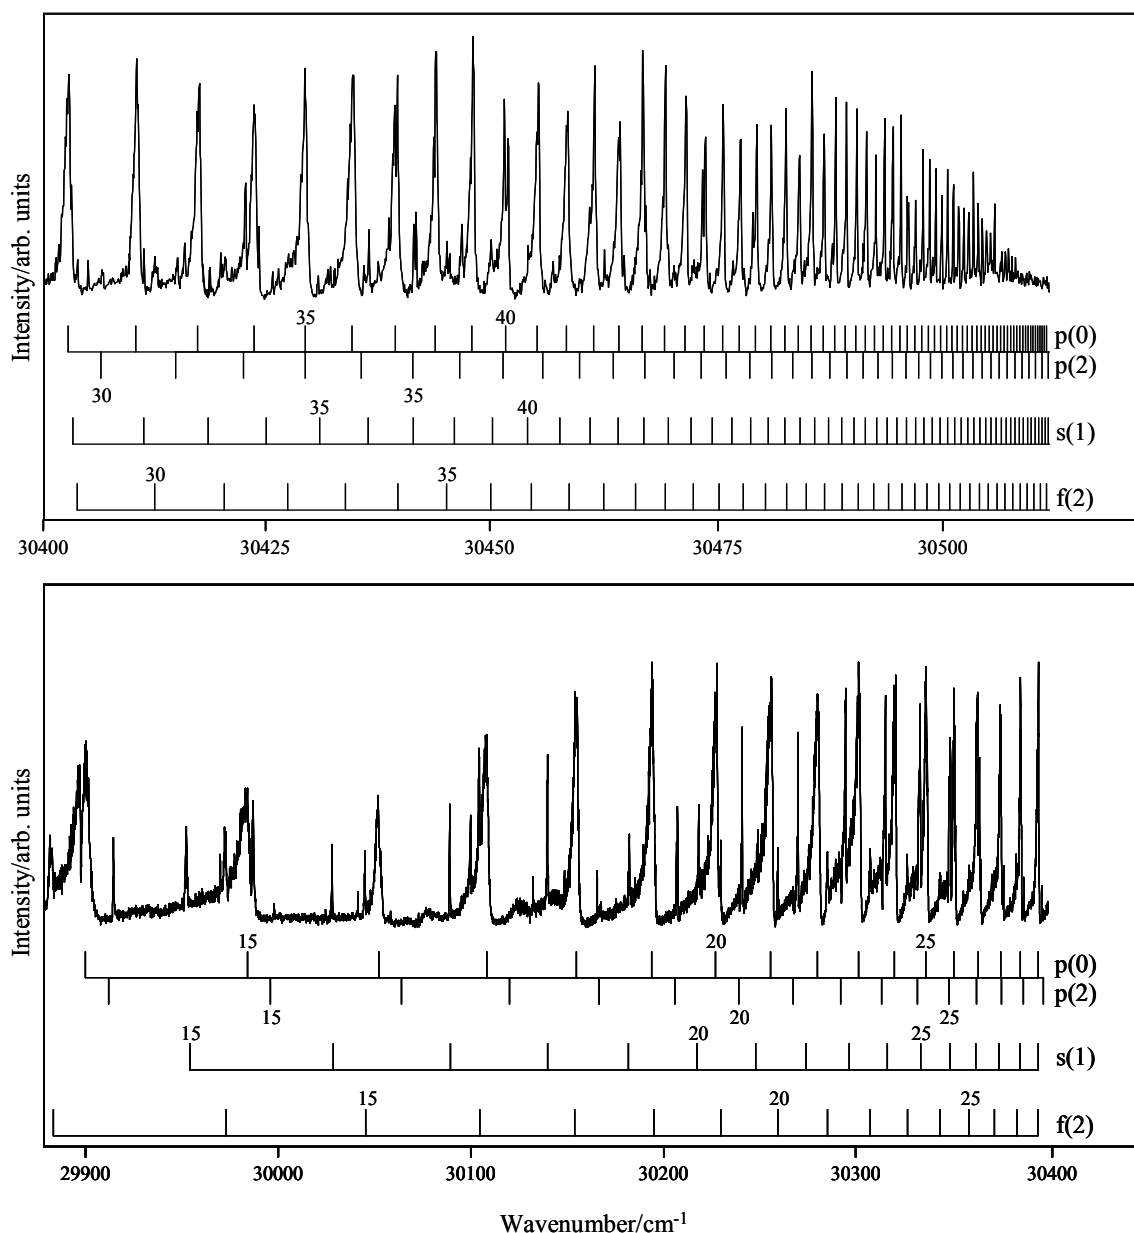 Intensity/arb. units
35
40
p(0)
p(2)
30
35
35
40
s(1)
30
35
f(2)
30400
30425
30450
30475
30500
Intensity/arb. units
15
20
25
p(0)
p(2)
15
20
25
15
20
25
s(1)
15
20
25
f(2)
29900
30000
30100
30200
30300
30400
Wavenumber/cm⁻¹